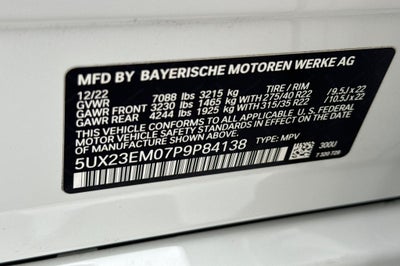 MFD BY BAYERISCHE MOTOREN WERKE AG
12/22 7088 lbs 3215 kg TIRE / RIM
GVWR
GAWR FRONT 3230 lbs 1465 kg with 275/40 R22 / 9.5J x 22
GAWR REAR 4244 lbs 1925 kg with 315/35 R22 / 10.5J x 22
THIS VEHICLE CONFORMS TO ALL APPLICABLE U. S. FEDERAL
MOTOR VEHICLE SAFETY STANDARDS IN EFFECT ON THE
DATE OF MANUFACTURE SHOWN ABOVE.
5UX23EM07P9P84138 TYPE: MPV
300U